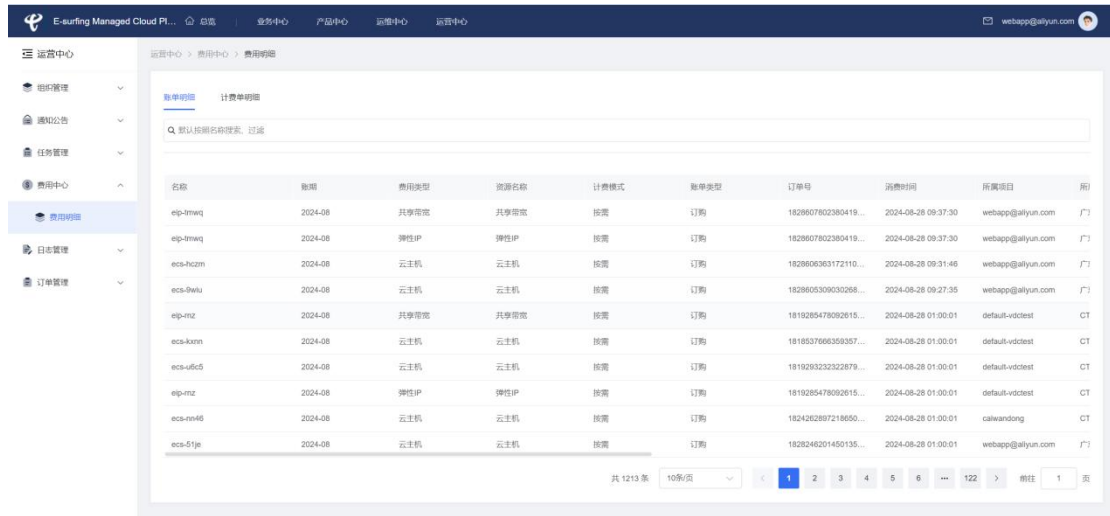 E-surfing Managed Cloud Pl... 总览 业务中心 产品中心 运维中心 运营中心 webapp@aliyun.com
运营中心
运营中心 > 费用中心 > 费用明细
组织管理
通知公告
任务管理
费用中心
费用明细
日志管理
订单管理
账单明细 计费单明细
默认按照名称搜索、过滤
名称 账期 费用类型 资源名称 计费模式 账单类型 订单号 消费时间 所属项目
eip-tmwq 2024-08 共享带宽 共享带宽 按需 订购 1828607802380419... 2024-08-28 09:37:30 webapp@aliyun.com
eip-tmwq 2024-08 弹性IP 弹性IP 按需 订购 1828607802380419... 2024-08-28 09:37:30 webapp@aliyun.com
ecs-hczm 2024-08 云主机 云主机 按需 订购 1828606363172110... 2024-08-28 09:31:46 webapp@aliyun.com
ecs-9wiu 2024-08 云主机 云主机 按需 订购 1828605309030268... 2024-08-28 09:27:35 webapp@aliyun.com
eip-rnz 2024-08 共享带宽 共享带宽 按需 订购 1819285478092615... 2024-08-28 01:00:01 default-vdctest CT
ecs-kxnn 2024-08 云主机 云主机 按需 订购 1818537666359357... 2024-08-28 01:00:01 default-vdctest CT
ecs-u6c5 2024-08 云主机 云主机 按需 订购 1819293232322879... 2024-08-28 01:00:01 default-vdctest CT
eip-rnz 2024-08 弹性IP 弹性IP 按需 订购 1819285478092615... 2024-08-28 01:00:01 default-vdctest CT
ecs-nn46 2024-08 云主机 云主机 按需 订购 1824262897218650... 2024-08-28 01:00:01 caiwandong CT
ecs-51je 2024-08 云主机 云主机 按需 订购 1828246201450135... 2024-08-28 01:00:01 webapp@aliyun.com
共 1213 条 10条/页 < 1 2 3 4 5 6 ... 122 > 前往 1 页